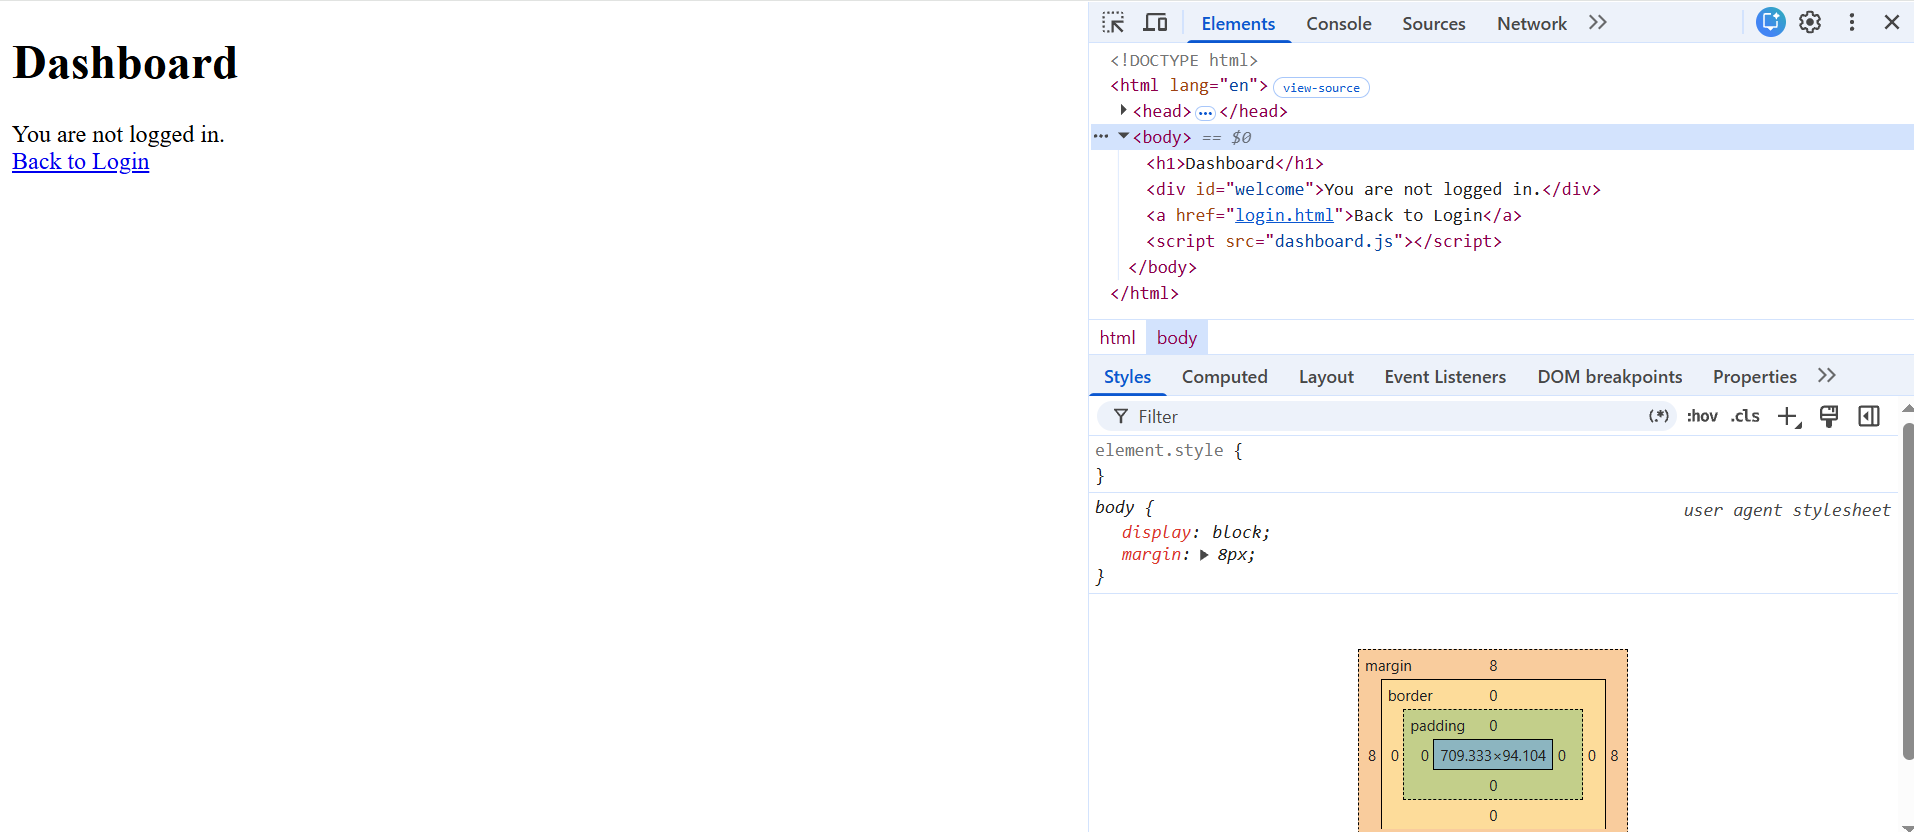 Dashboard
You are not logged in.
Back to Login
Elements Console Sources Network
<!DOCTYPE html>
<html lang="en"> view-source
<head> … </head>
… <body> == $0
<h1>Dashboard</h1>
<div id="welcome">You are not logged in.</div>
<a href="login.html">Back to Login</a>
<script src="dashboard.js"></script>
</body>
</html>
html body
Styles Computed Layout Event Listeners DOM breakpoints Properties
Filter (.*) :hov .cls
element.style {
}
body { user agent stylesheet
display: block;
margin: 8px;
}
margin 8
border 0
padding 0
8 0 0 709.333×94.104 0 0 8
0
0